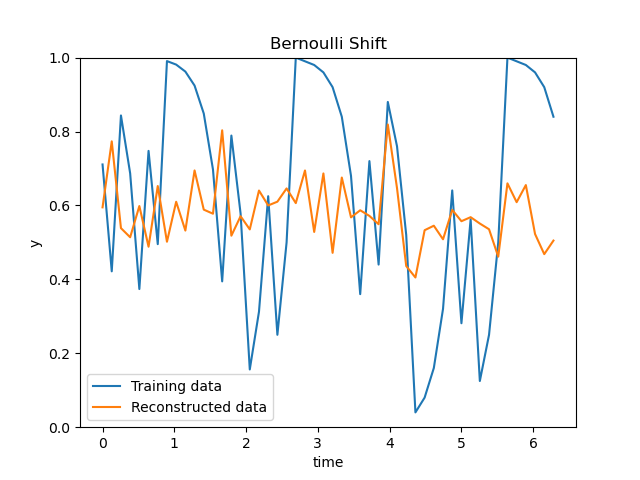 Bernoulli Shift
1.0
0.8
0.6
0.4
0.2
0.0
y
Training data
Reconstructed data
0 1 2 3 4 5 6
time